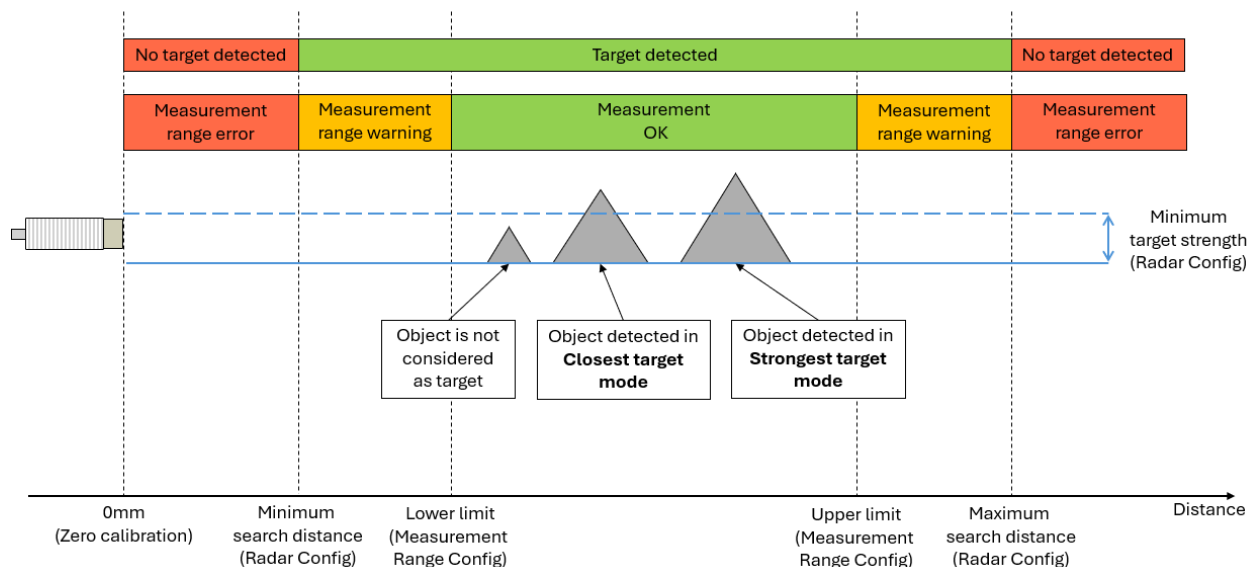 No target detected
Target detected
No target detected
Measurement
range error
Measurement
range warning
Measurement
OK
Measurement
range warning
Measurement
range error
Minimum
target strength
(Radar Config)
Object is not
considered
as target
Object detected in
Closest target
mode
Object detected in
Strongest target
mode
0mm
(Zero calibration)
Minimum
search distance
(Radar Config)
Lower limit
(Measurement
Range Config)
Upper limit
(Measurement
Range Config)
Maximum
search distance
(Radar Config)
Distance